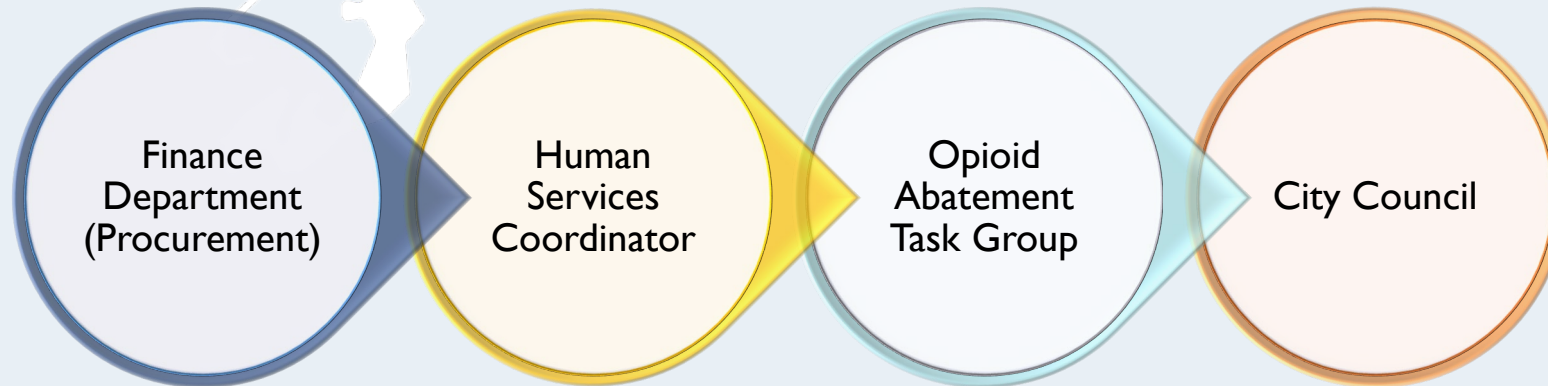 Finance
Department
(Procurement)
Human
Services
Coordinator
Opioid
Abatement
Task Group
City Council